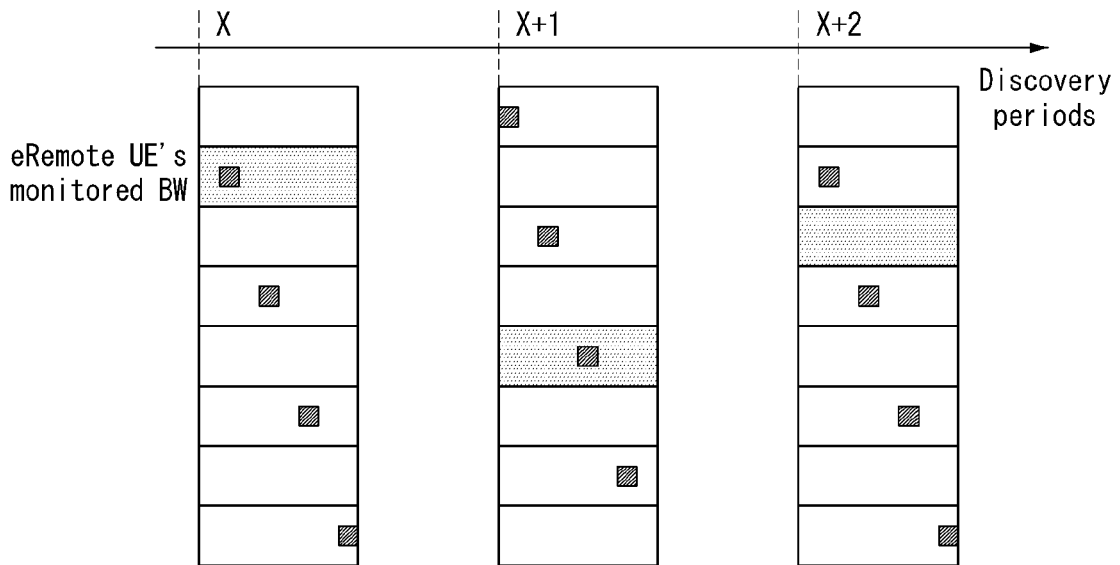 X
X+1
X+2
Discovery
periods
eRemote UE's
monitored BW